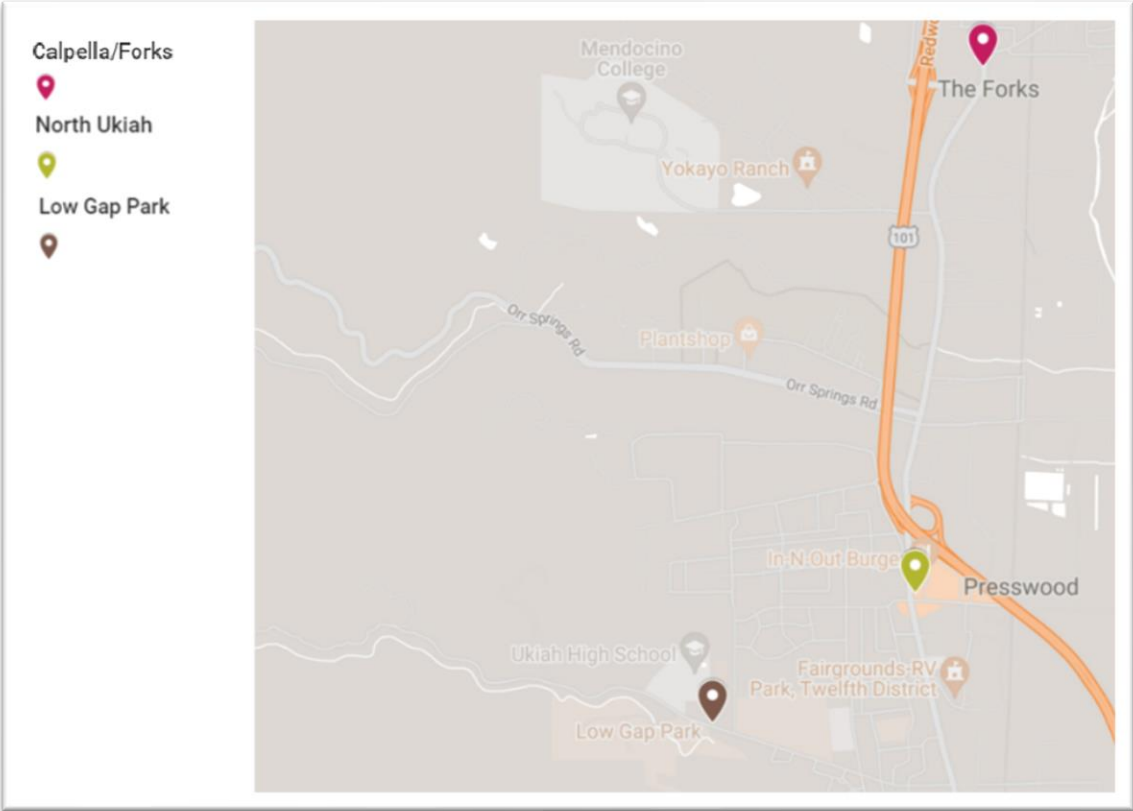 Calpella/Forks
North Ukiah
Low Gap Park
Mendocino
College
The Forks
Yokayo Ranch
101
Orr Springs Rd
Plantshop
Orr Springs Rd
In-N-Out
Presswood
Ukiah High School
Fairgrounds-RV
Park, Twelfth District
Low Gap Park